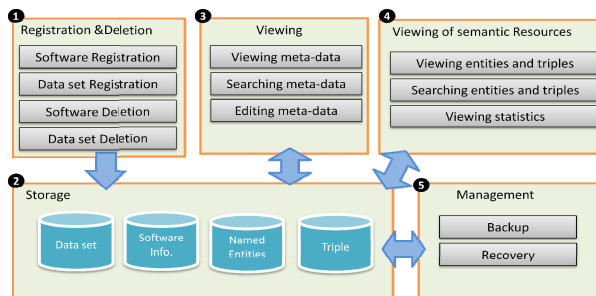 1
Registration &Deletion
Software Registration
Data set Registration
Software Deletion
Data set Deletion
3
Viewing
Viewing meta-data
Searching meta-data
Editing meta-data
4
Viewing of semantic Resources
Viewing entities and triples
Searching entities and triples
Viewing statistics
2
Storage
Data set
Software
Info.
Named
Entities
Triple
5
Management
Backup
Recovery